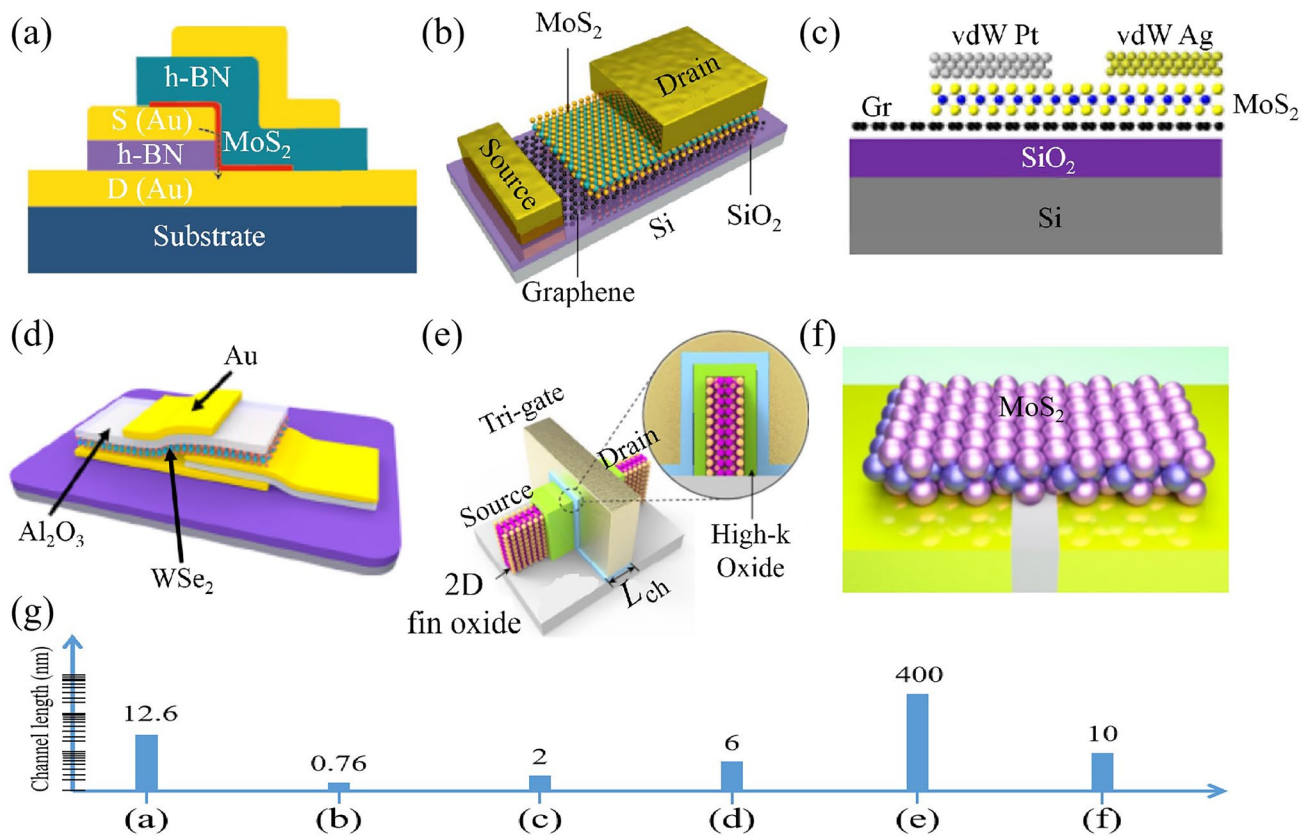 (a)
h-BN
S (Au)
MoS₂
h-BN
D (Au)
Substrate
(b)
MoS₂
Drain
Source
SiO₂
Si
Graphene
(c)
vdW Pt
vdW Ag
Gr
MoS₂
SiO₂
Si
(d)
Au
Al₂O₃
WSe₂
(e)
Tri-gate
Drain
Source
High-k
Oxide
2D
fin oxide
Lch
(f)
MoS₂
(g)
Channel length (nm)
12.6
0.76
2
6
400
10
(a)
(b)
(c)
(d)
(e)
(f)